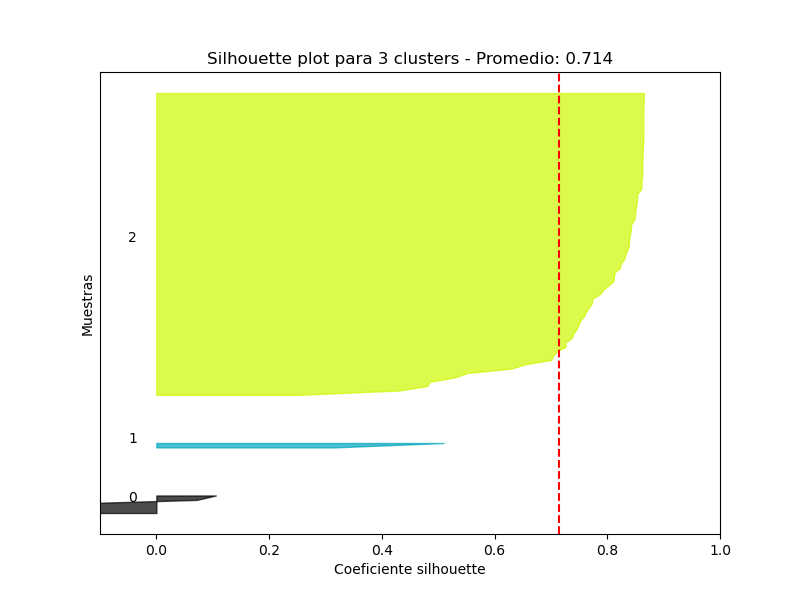 Silhouette plot para 3 clusters - Promedio: 0.714
2
1
0
Muestras
0.0 0.2 0.4 0.6 0.8 1.0
Coeficiente silhouette